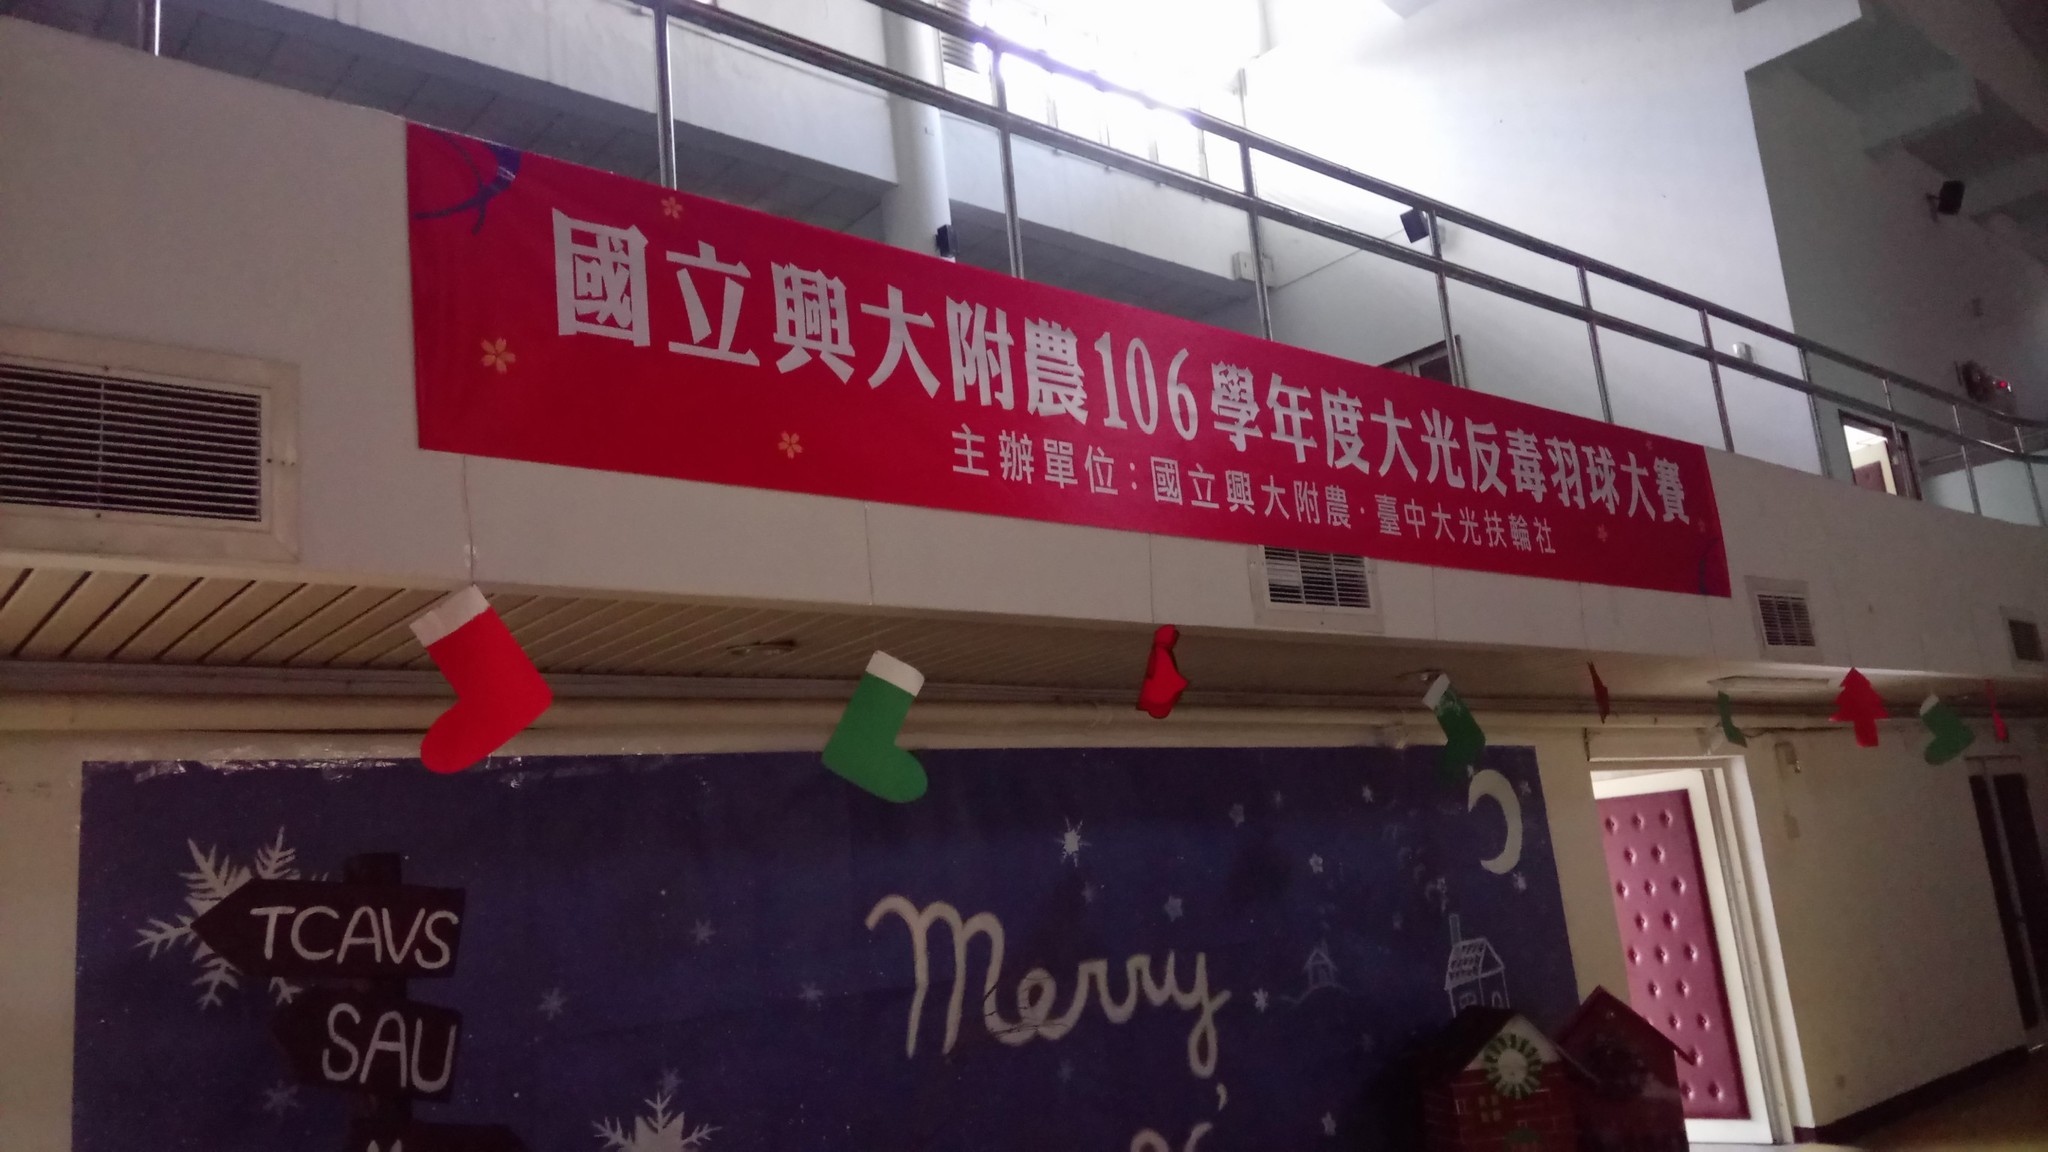 國立興大附農106學年度大光反毒羽球大賽
主辦單位：國立興大附農·臺中大光扶輪社
TCAVS
SAU
Merry